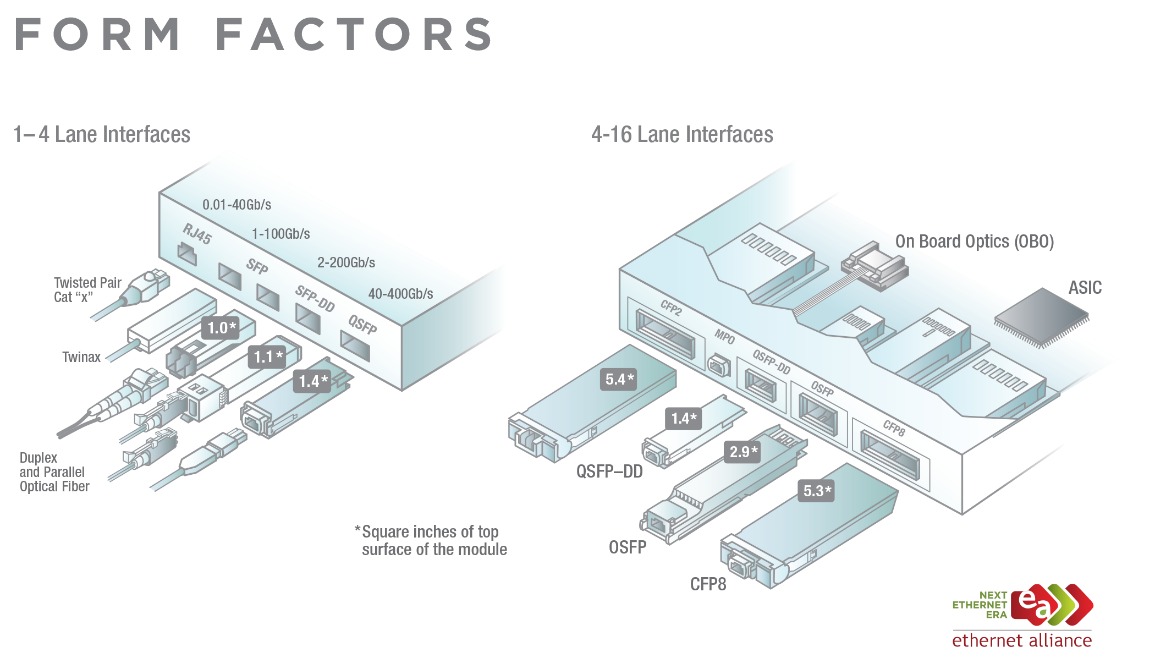 FORM FACTORS
1–4 Lane Interfaces
4-16 Lane Interfaces
0.01-40Gb/s
1-100Gb/s
2-200Gb/s
40-400Gb/s
RJ45
SFP
SFP-DD
QSFP
Twisted Pair
Cat “x”
Twinax
Duplex
and Parallel
Optical Fiber
1.0*
1.1*
1.4*
*Square inches of top
surface of the module
On Board Optics (OBO)
ASIC
CFP2
MPO
QSFP-DD
OSFP
CFP8
5.4*
1.4*
2.9*
5.3*
QSFP–DD
OSFP
CFP8
NEXT
ETHERNET
ERA
ea
ethernet alliance